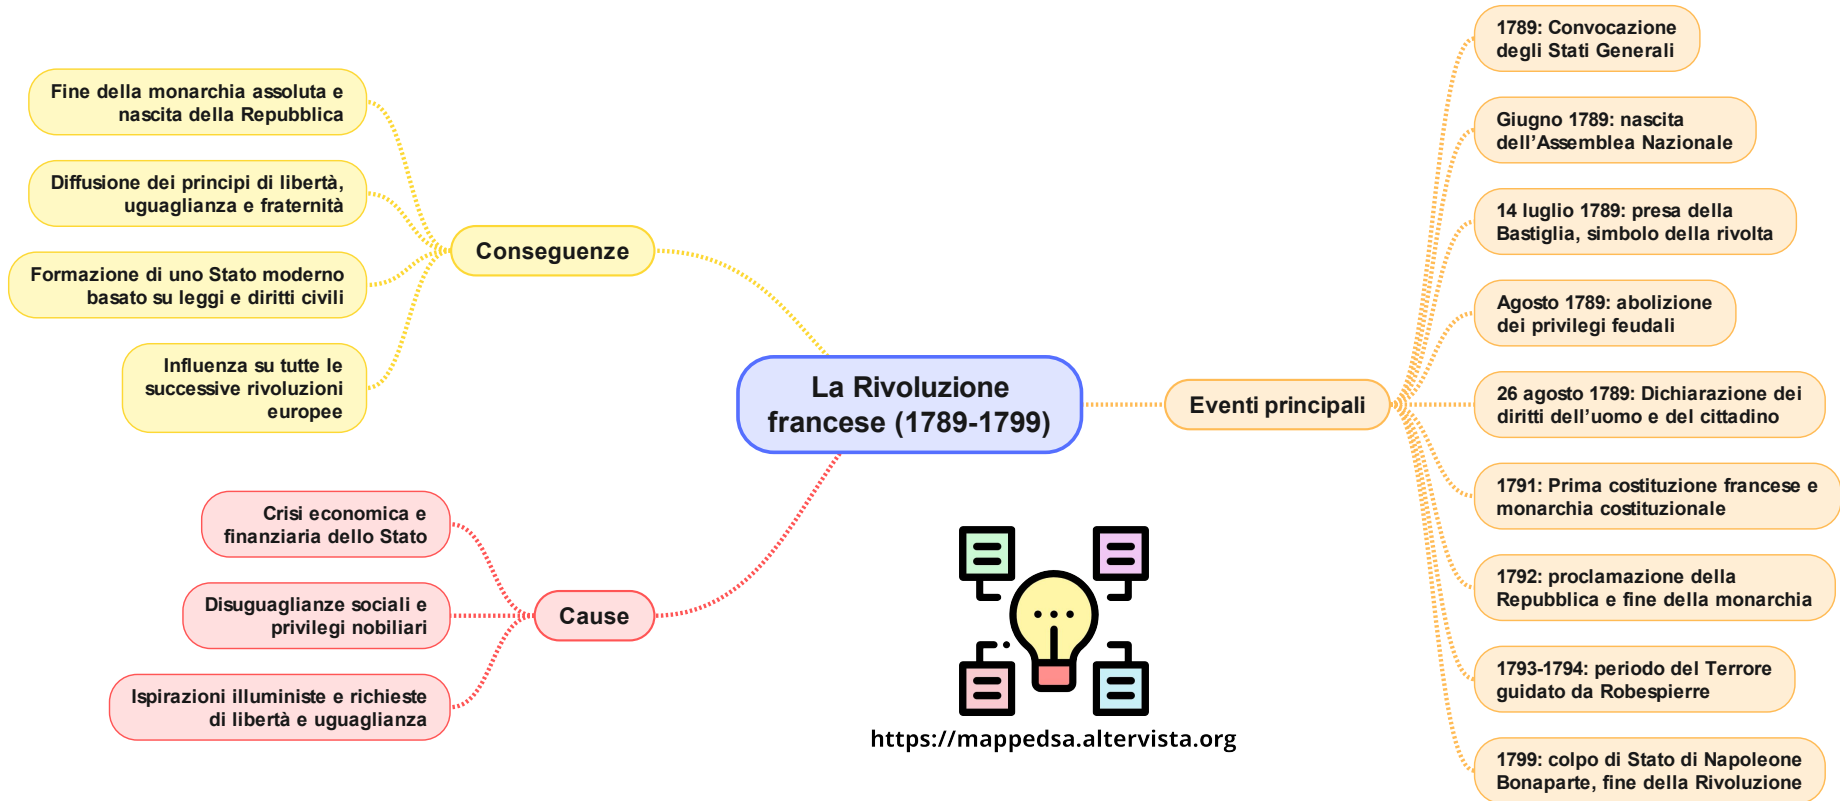 La Rivoluzione
francese (1789-1799)
Eventi principali
1789: Convocazione
degli Stati Generali
Giugno 1789: nascita
dell’Assemblea Nazionale
14 luglio 1789: presa della
Bastiglia, simbolo della rivolta
Agosto 1789: abolizione
dei privilegi feudali
26 agosto 1789: Dichiarazione dei
diritti dell’uomo e del cittadino
1791: Prima costituzione francese e
monarchia costituzionale
1792: proclamazione della
Repubblica e fine della monarchia
1793-1794: periodo del Terrore
guidato da Robespierre
1799: colpo di Stato di Napoleone
Bonaparte, fine della Rivoluzione
Conseguenze
Fine della monarchia assoluta e
nascita della Repubblica
Diffusione dei principi di libertà,
uguaglianza e fraternità
Formazione di uno Stato moderno
basato su leggi e diritti civili
Influenza su tutte le
successive rivoluzioni
europee
Cause
Crisi economica e
finanziaria dello Stato
Disuguaglianze sociali e
privilegi nobiliari
Ispirazioni illuministe e richieste
di libertà e uguaglianza
https://mappedsa.altervista.org